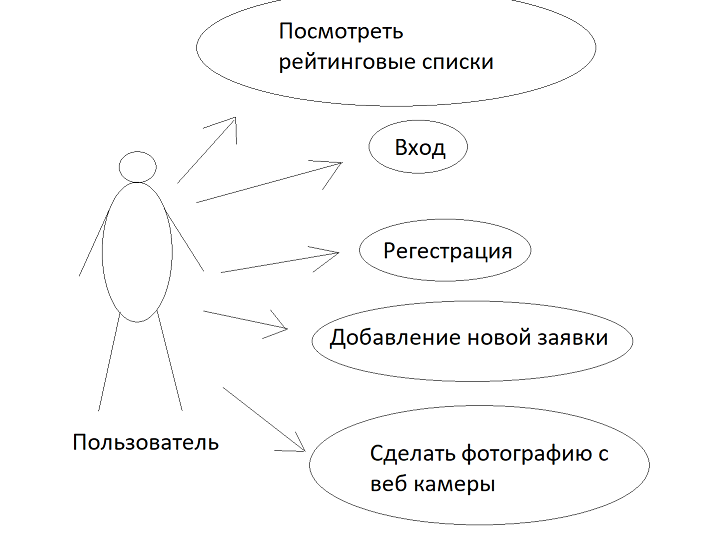 Посмотреть
рейтинговые списки
Вход
Регестрация
Добавление новой заявки
Сделать фотографию с
веб камеры
Пользователь